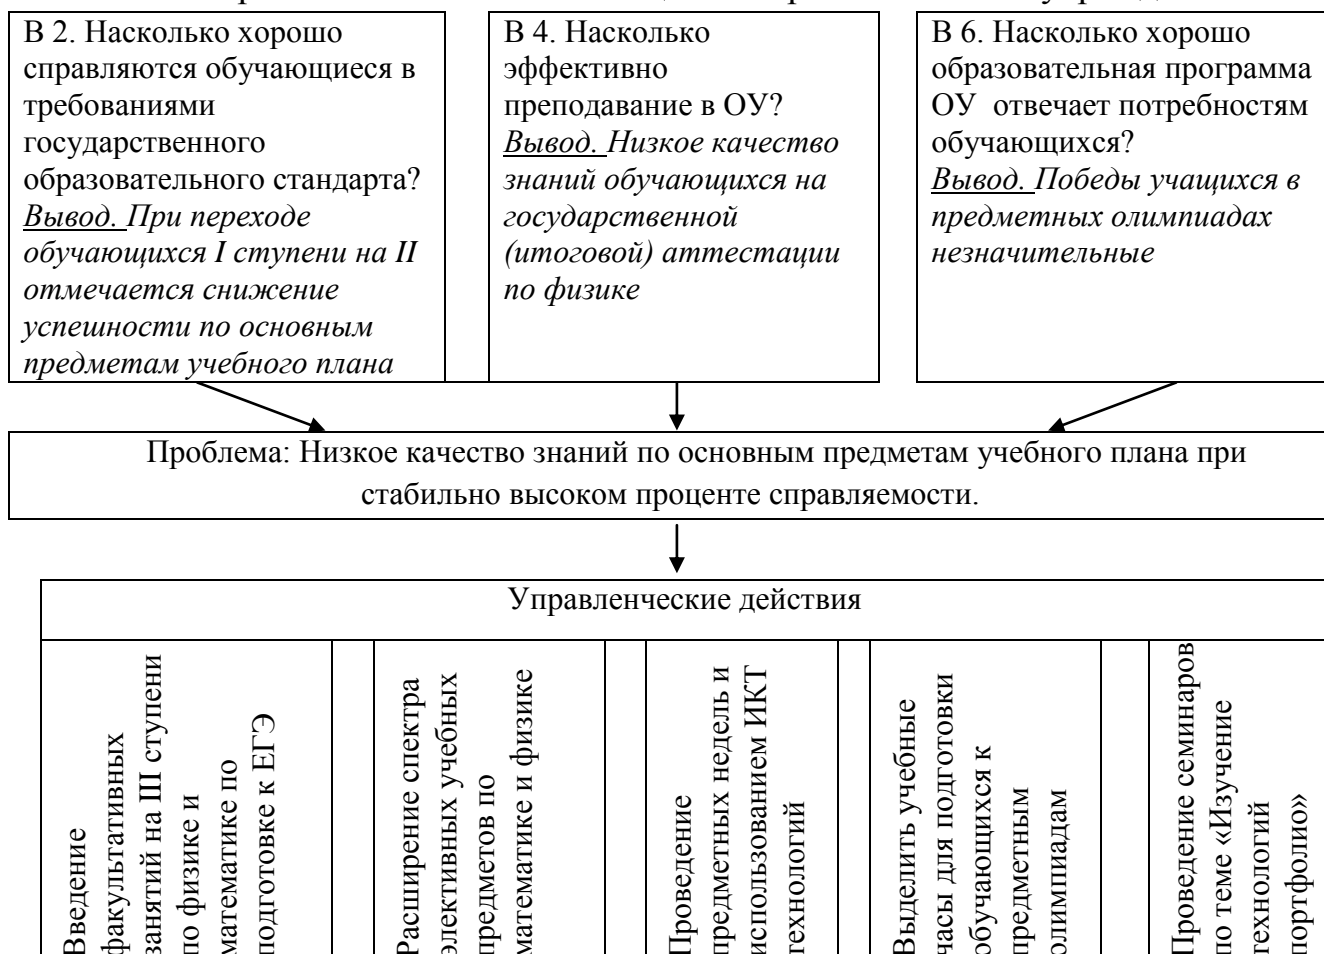 В 2. Насколько хорошо
справляются обучающиеся в
требованиями
государственного
образовательного стандарта?
Вывод. При переходе
обучающихся I ступени на II
отмечается снижение
успешности по основным
предметам учебного плана
В 4. Насколько
эффективно
преподавание в ОУ?
Вывод. Низкое качество
знаний обучающихся на
государственной
(итоговой) аттестации
по физике
В 6. Насколько хорошо
образовательная программа
ОУ отвечает потребностям
обучающихся?
Вывод. Победы учащихся в
предметных олимпиадах
незначительные
Проблема: Низкое качество знаний по основным предметам учебного плана при
стабильно высоком проценте справляемости.
Управленческие действия
Введение
факультативных
занятий на III ступени
по физике и
математике по
подготовке к ЕГЭ
Расширение спектра
элективных учебных
предметов по
математике и физике
Проведение
предметных недель и
использованием ИКТ
технологий
Выделить учебные
часы для подготовки
обучающихся к
предметным
олимпиадам
Проведение семинаров
по теме «Изучение
технологий
портфолио»